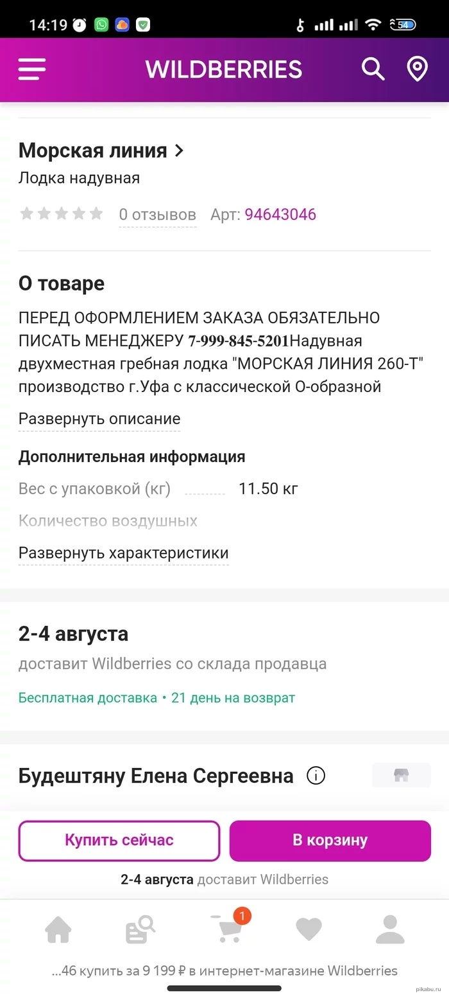 14:19
54
WILDBERRIES
Морская линия
Лодка надувная
0 отзывов Арт: 94643046
О товаре
ПЕРЕД ОФОРМЛЕНИЕМ ЗАКАЗА ОБЯЗАТЕЛЬНО
ПИСАТЬ МЕНЕДЖЕРУ 7-999-845-5201Надувная
двухместная гребная лодка "МОРСКАЯ ЛИНИЯ 260-Т"
производство г.Уфа с классической О-образной
Развернуть описание
Дополнительная информация
Вес с упаковкой (кг) 11.50 кг
Количество воздушных
Развернуть характеристики
2-4 августа
доставит Wildberries со склада продавца
Бесплатная доставка • 21 день на возврат
Будештяну Елена Сергеевна
Купить сейчас В корзину
2-4 августа доставит Wildberries
1
...46 купить за 9 199 ₽ в интернет-магазине Wildberries
pikabu.ru